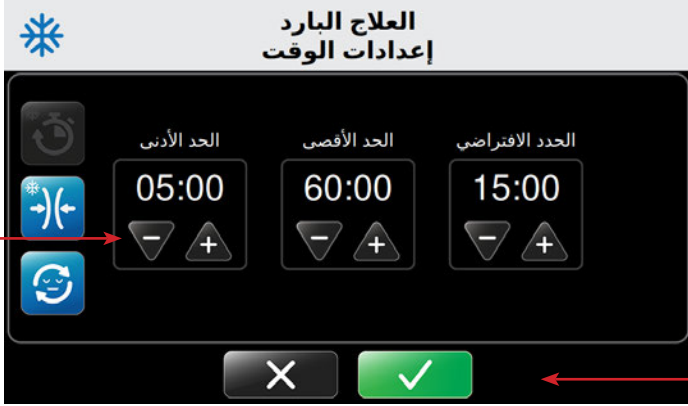 العلاج البارد
إعدادات الوقت
الحدد الافتراضي
الحد الأقصى
الحد الأدنى
15:00
60:00
05:00